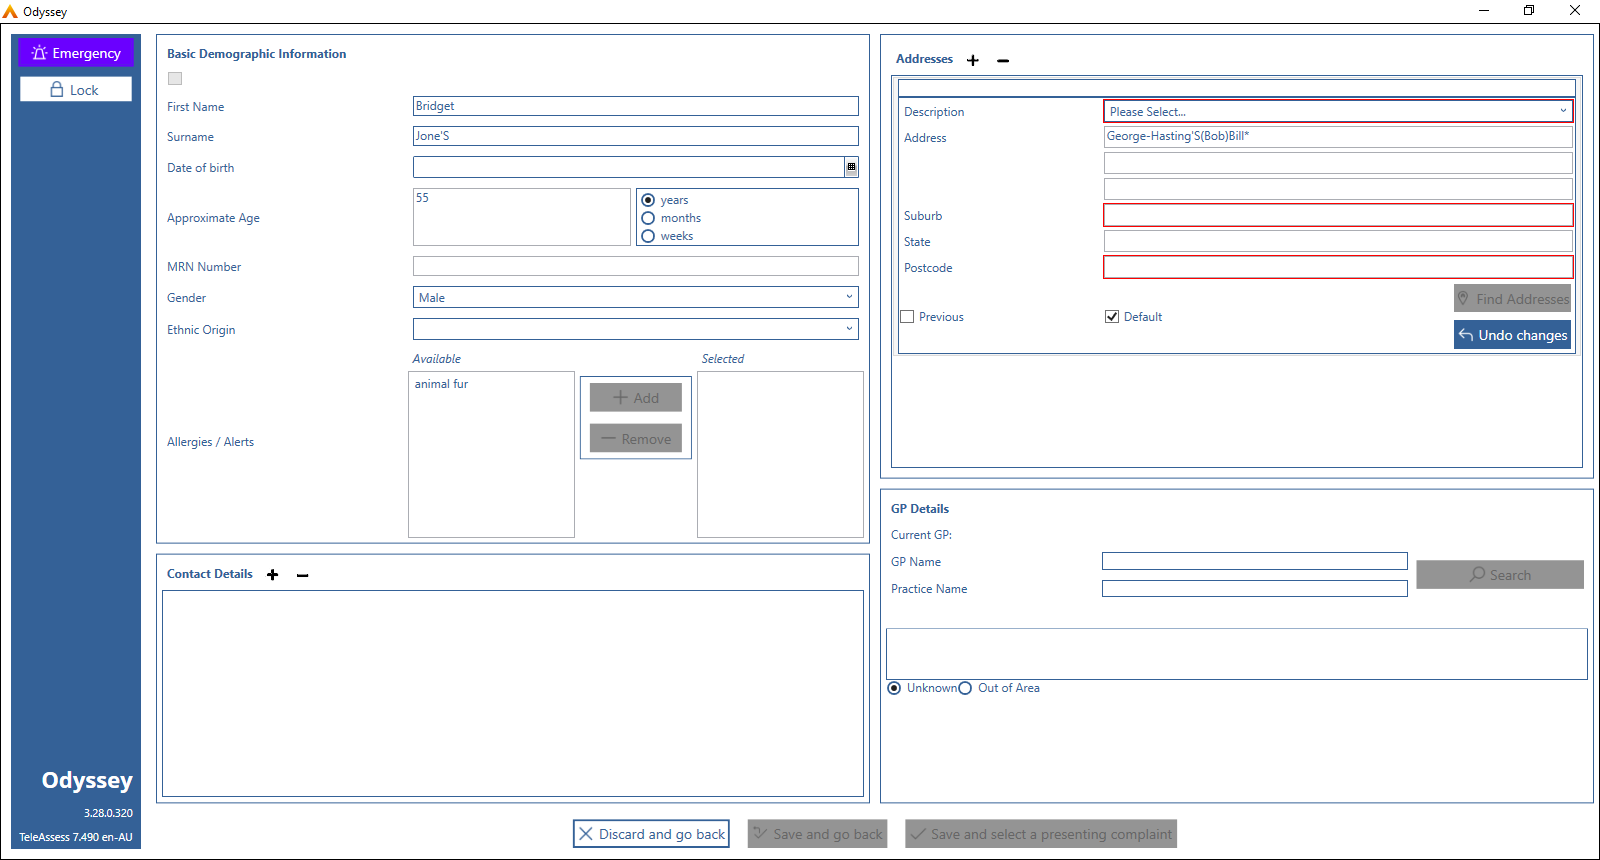 Odyssey
Emergency
Lock
Basic Demographic Information
First Name
Bridget
Surname
Jone'S
Date of birth
Approximate Age
55
years
months
weeks
MRN Number
Gender
Male
Ethnic Origin
Available
Selected
animal fur
Add
Remove
Allergies / Alerts
Contact Details
Addresses
Description
Please Select...
Address
George-Hasting'S(Bob)Bill*
Suburb
State
Postcode
Find Addresses
Previous
Default
Undo changes
GP Details
Current GP:
GP Name
Search
Practice Name
Unknown
Out of Area
Odyssey
3.28.0.320
TeleAssess 7.490 en-AU
Discard and go back
Save and go back
Save and select a presenting complaint